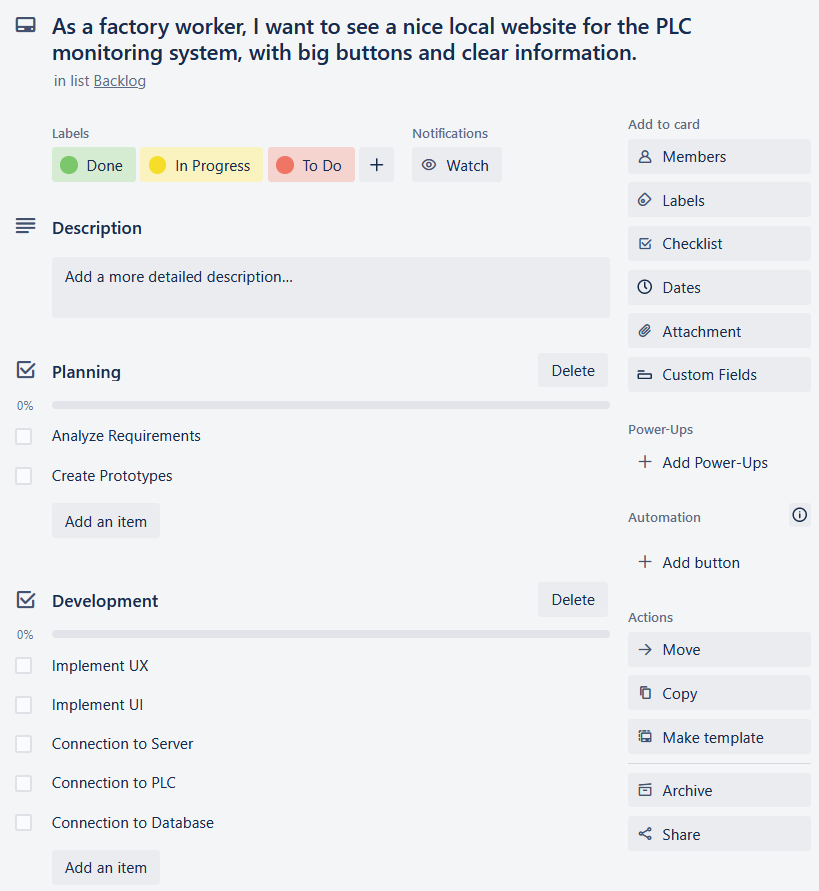 As a factory worker, I want to see a nice local website for the PLC
monitoring system, with big buttons and clear information.
in list Backlog
Labels
Done
In Progress
To Do
Notifications
Watch
Description
Add a more detailed description...
Planning
Delete
0%
Analyze Requirements
Create Prototypes
Add an item
Development
Delete
0%
Implement UX
Implement UI
Connection to Server
Connection to PLC
Connection to Database
Add an item
Add to card
Members
Labels
Checklist
Dates
Attachment
Custom Fields
Power-Ups
Add Power-Ups
Automation
Add button
Actions
Move
Copy
Make template
Archive
Share